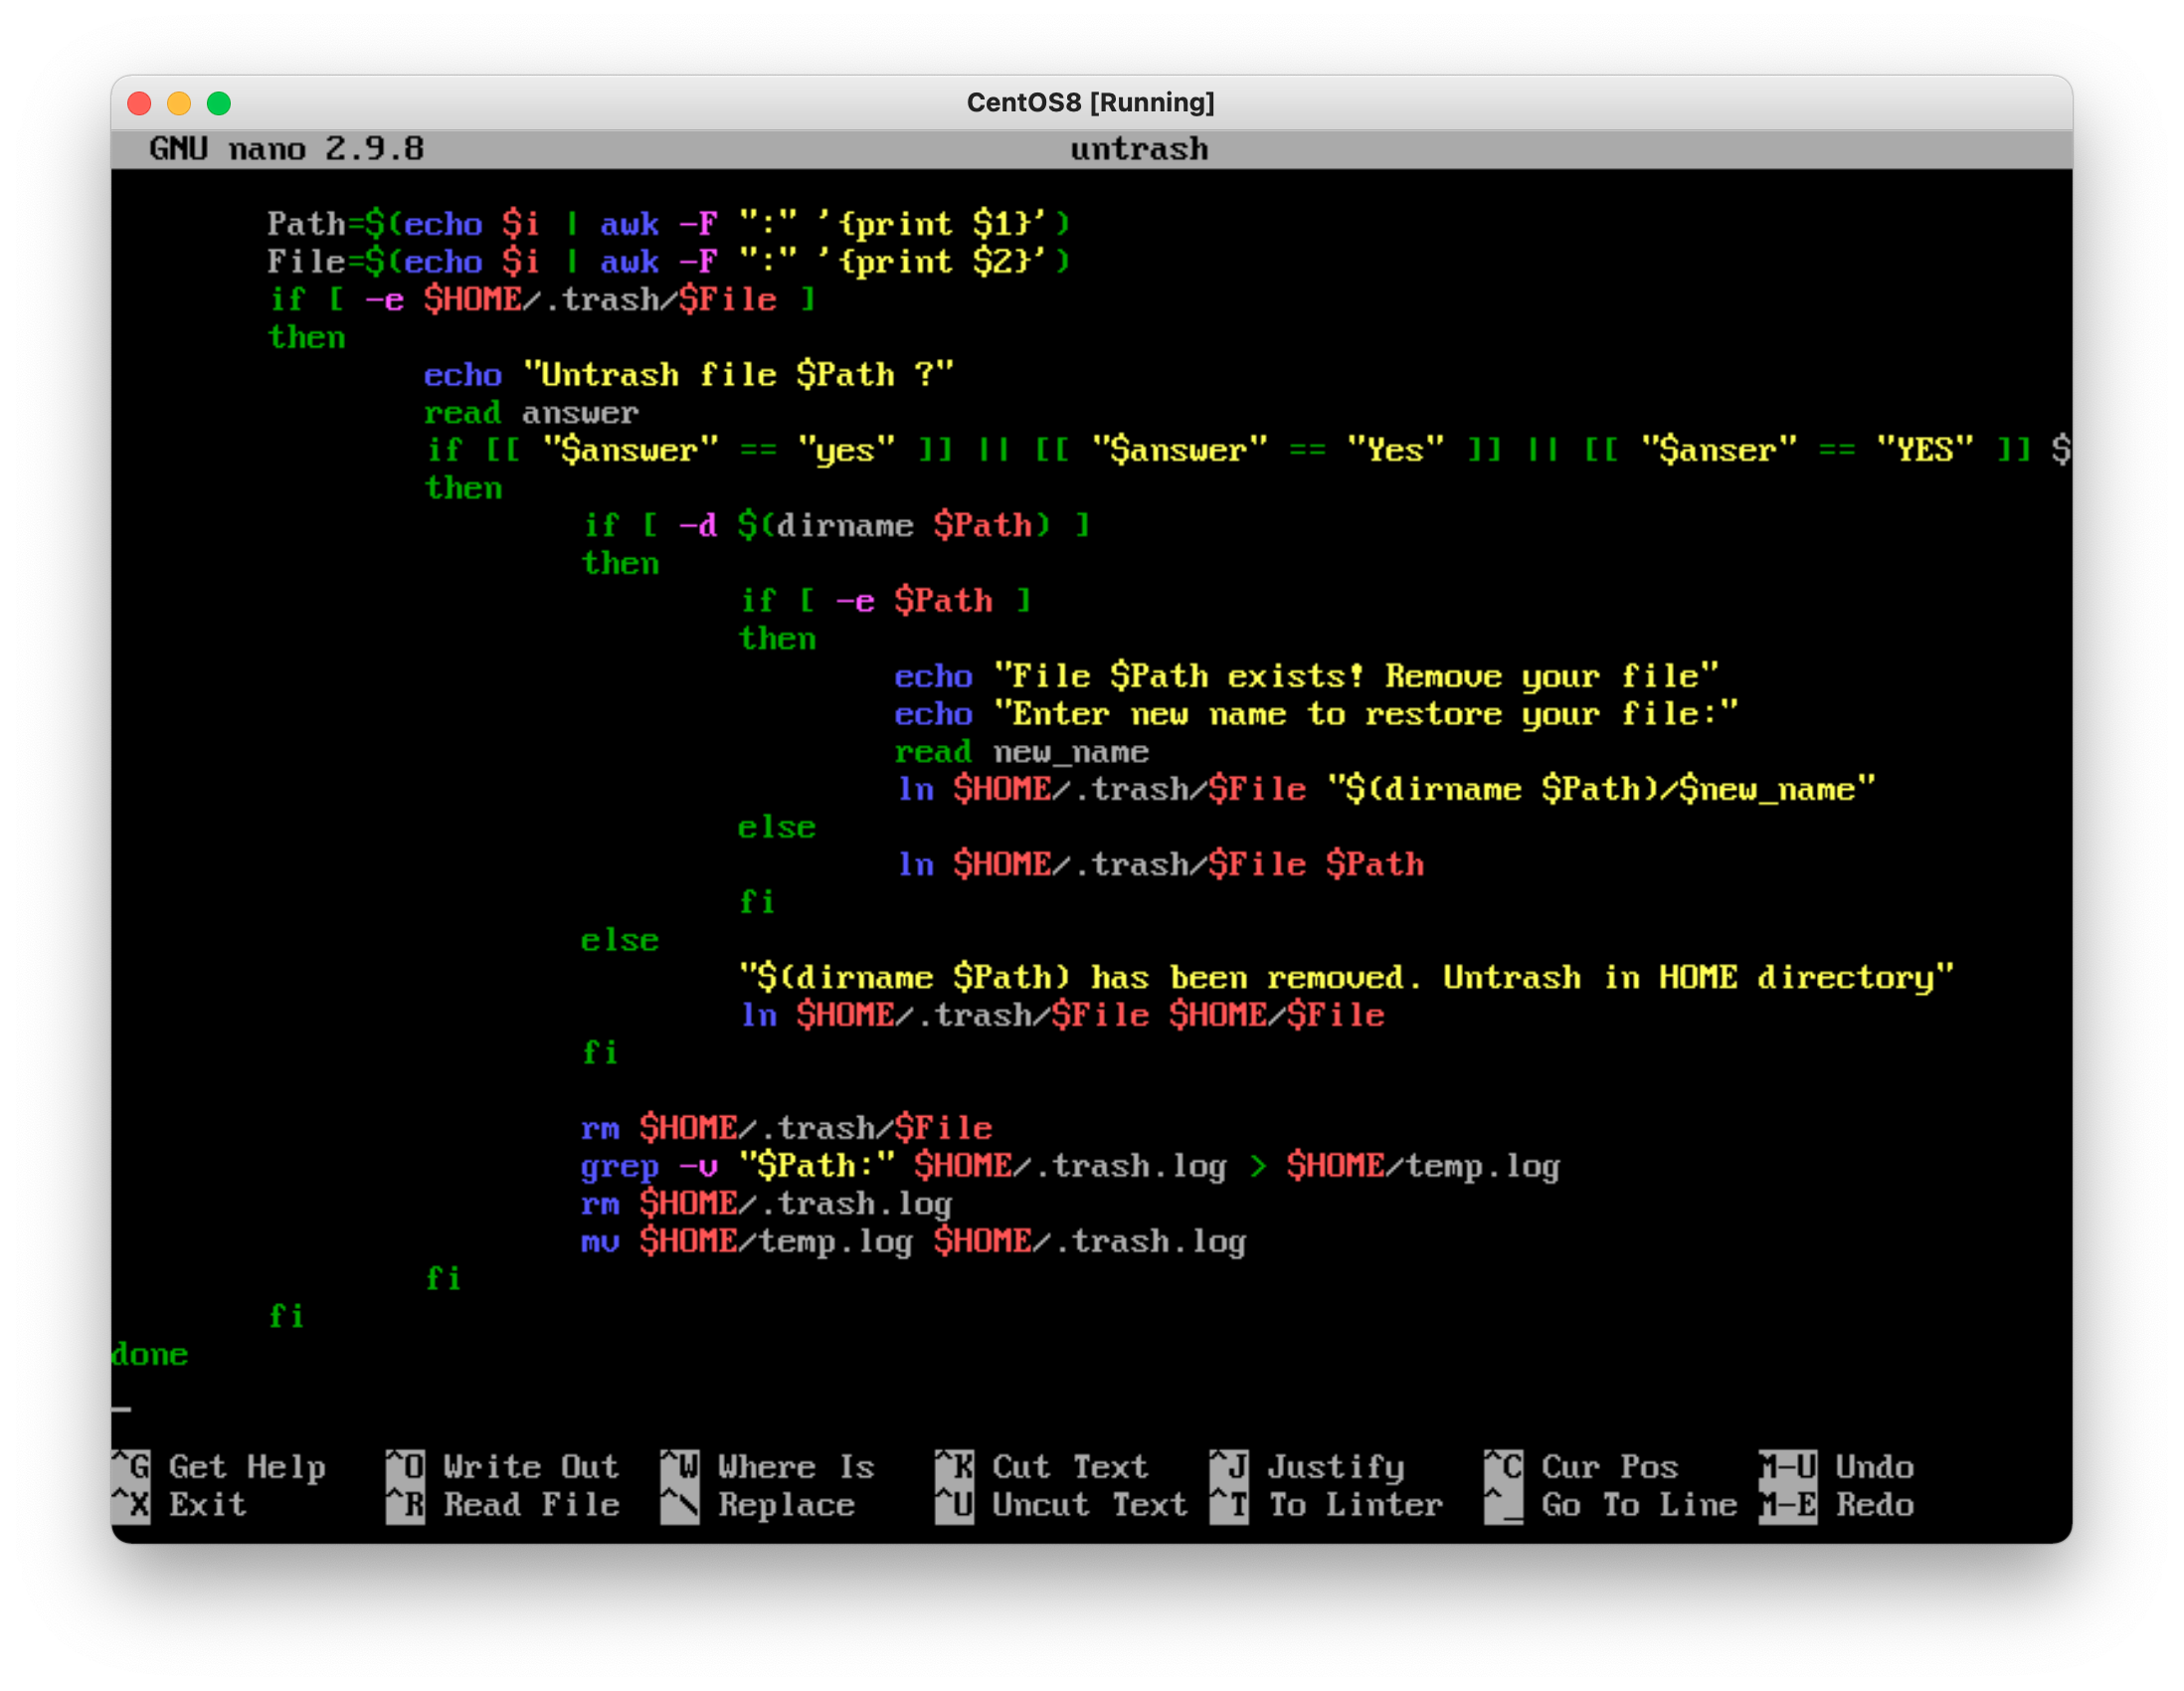 CentOS8 [Running]
GNU nano 2.9.8 untrash
Path=$(echo $i | awk -F ":" '{print $1}')
File=$(echo $i | awk -F ":" '{print $2}')
if [ -e $HOME/.trash/$File ]
then
echo "Untrash file $Path ?"
read answer
if [[ "$answer" == "yes" ]] || [[ "$answer" == "Yes" ]] || [[ "$anser" == "YES" ]] $
then
if [ -d $(dirname $Path) ]
then
if [ -e $Path ]
then
echo "File $Path exists! Remove your file"
echo "Enter new name to restore your file:"
read new_name
ln $HOME/.trash/$File "$(dirname $Path)/$new_name"
else
ln $HOME/.trash/$File $Path
fi
else
"$(dirname $Path) has been removed. Untrash in HOME directory"
ln $HOME/.trash/$File $HOME/$File
fi
rm $HOME/.trash/$File
grep -v "$Path:" $HOME/.trash.log > $HOME/temp.log
rm $HOME/.trash.log
mv $HOME/temp.log $HOME/.trash.log
fi
fi
done
^G Get Help ^O Write Out ^W Where Is ^K Cut Text ^J Justify ^C Cur Pos M-U Undo
^X Exit ^R Read File ^\ Replace ^U Uncut Text ^T To Linter ^_ Go To Line M-E Redo